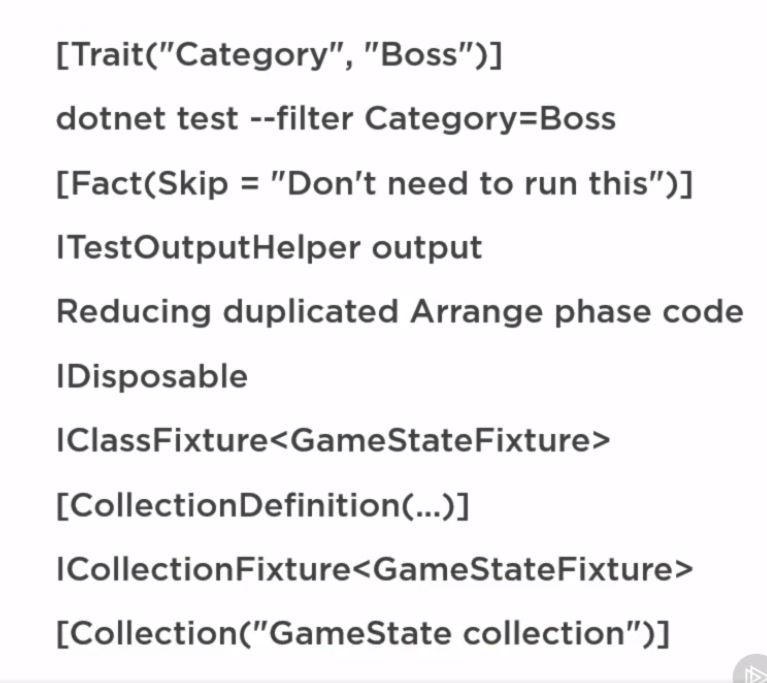 [Trait("Category", "Boss")]
dotnet test --filter Category=Boss
[Fact(Skip = "Don't need to run this")]
ITestOutputHelper output
Reducing duplicated Arrange phase code
IDisposable
IClassFixture<GameStateFixture>
[CollectionDefinition(...)]
ICollectionFixture<GameStateFixture>
[Collection("GameState collection")]